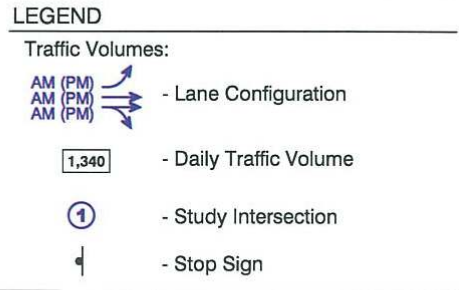 LEGEND
Traffic Volumes:
AM (PM)
AM (PM) - Lane Configuration
AM (PM)
1,340 - Daily Traffic Volume
1 - Study Intersection
- Stop Sign